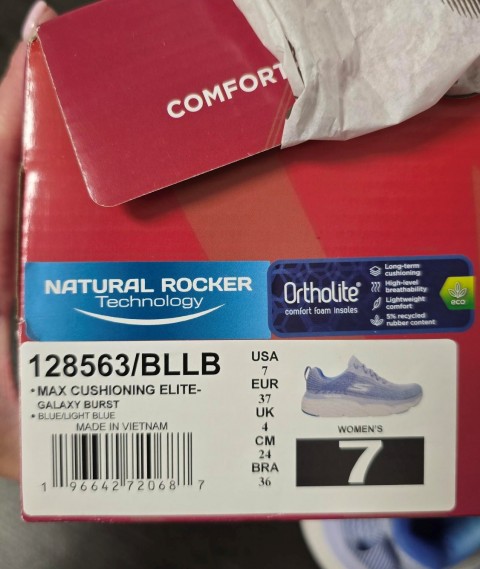 COMFORT
NATURAL ROCKER
Technology
OrthoLite®
comfort foam insoles
Long-term
cushioning
High-level
breathability
Lightweight
comfort
5% recycled
rubber content
eco
128563/BLLB
• MAX CUSHIONING ELITE-
GALAXY BURST
• BLUE/LIGHT BLUE
MADE IN VIETNAM
1 96642 72068 7
USA
7
EUR
37
UK
4
CM
24
BRA
36
WOMEN'S
7